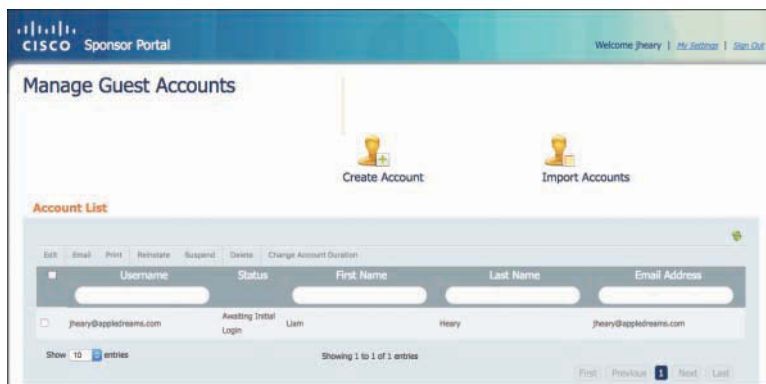 CISCO Sponsor Portal
Welcome jheary | My Settings | Sign Out
Manage Guest Accounts
Create Account
Import Accounts
Account List
Edit Email Print Reinstate Suspend Delete Change Account Duration
Username Status First Name Last Name Email Address
jheary@appledreams.com Awaiting Initial Login Liam Heary jheary@appledreams.com
Show 10 entries Showing 1 to 1 of 1 entries
First Previous 1 Next Last